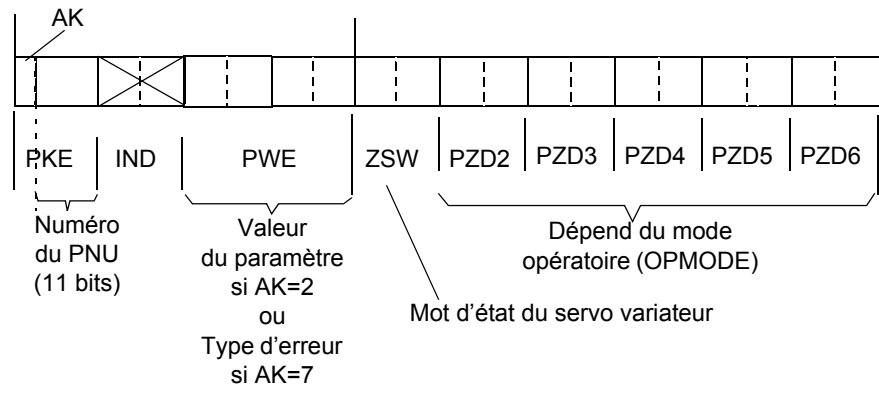 AK
PKE IND PWE ZSW PZD2 PZD3 PZD4 PZD5 PZD6
Numéro
du PNU
(11 bits)
Valeur
du paramètre
si AK=2
ou
Type d’erreur
si AK=7
Dépend du mode
opératoire (OPMODE)
Mot d’état du servo variateur